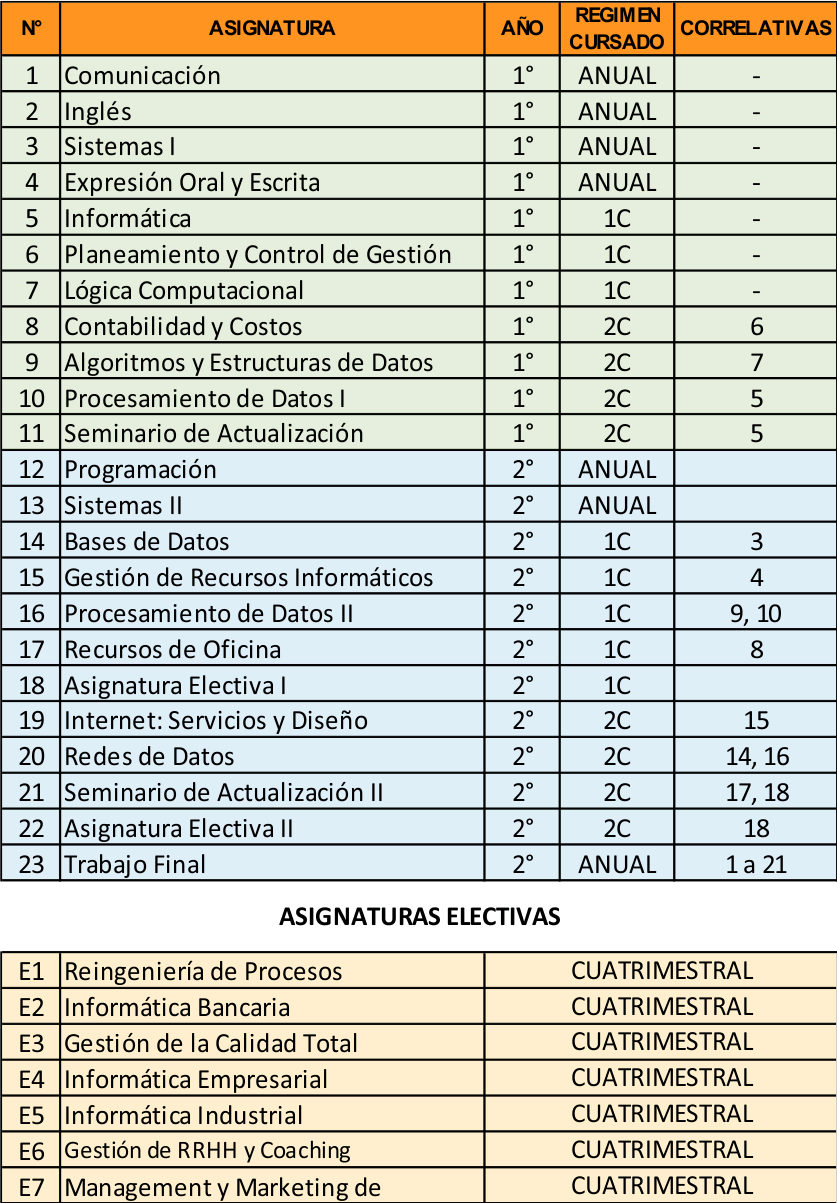 N° ASIGNATURA AÑO REGIMEN CURSADO CORRELATIVAS
1 Comunicación 1° ANUAL -
2 Inglés 1° ANUAL -
3 Sistemas I 1° ANUAL -
4 Expresión Oral y Escrita 1° ANUAL -
5 Informática 1° 1C -
6 Planeamiento y Control de Gestión 1° 1C -
7 Lógica Computacional 1° 1C -
8 Contabilidad y Costos 1° 2C 6
9 Algoritmos y Estructuras de Datos 1° 2C 7
10 Procesamiento de Datos I 1° 2C 5
11 Seminario de Actualización 1° 2C 5
12 Programación 2° ANUAL
13 Sistemas II 2° ANUAL
14 Bases de Datos 2° 1C 3
15 Gestión de Recursos Informáticos 2° 1C 4
16 Procesamiento de Datos II 2° 1C 9, 10
17 Recursos de Oficina 2° 1C 8
18 Asignatura Electiva I 2° 1C
19 Internet: Servicios y Diseño 2° 2C 15
20 Redes de Datos 2° 2C 14, 16
21 Seminario de Actualización II 2° 2C 17, 18
22 Asignatura Electiva II 2° 2C 18
23 Trabajo Final 2° ANUAL 1 a 21
ASIGNATURAS ELECTIVAS
E1 Reingeniería de Procesos CUATRIMESTRAL
E2 Informática Bancaria CUATRIMESTRAL
E3 Gestión de la Calidad Total CUATRIMESTRAL
E4 Informática Empresarial CUATRIMESTRAL
E5 Informática Industrial CUATRIMESTRAL
E6 Gestión de RRHH y Coaching CUATRIMESTRAL
E7 Management y Marketing de CUATRIMESTRAL